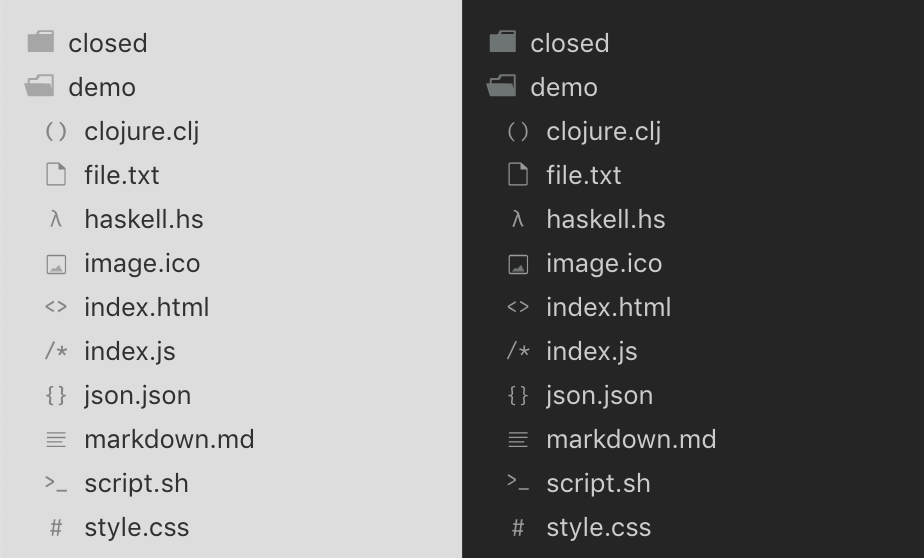 closed
demo
() clojure.clj
file.txt
λ haskell.hs
image.ico
<> index.html
/* index.js
{} json.json
markdown.md
>_ script.sh
# style.css
closed
demo
() clojure.clj
file.txt
λ haskell.hs
image.ico
<> index.html
/* index.js
{} json.json
markdown.md
>_ script.sh
# style.css